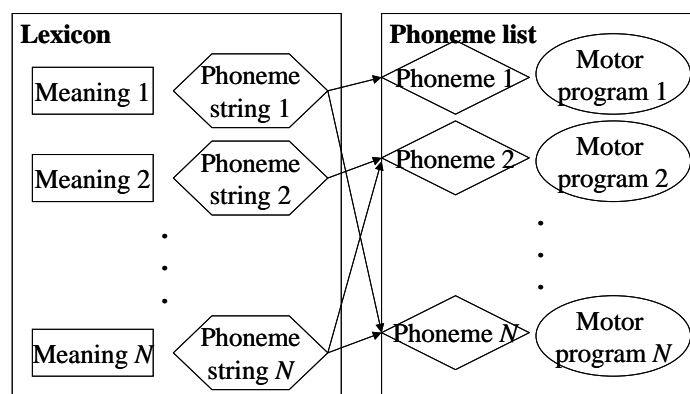 Lexicon
Meaning 1
Phoneme
string 1
Meaning 2
Phoneme
string 2
Meaning N
Phoneme
string N
Phoneme list
Phoneme 1
Motor
program 1
Phoneme 2
Motor
program 2
Phoneme N
Motor
program N